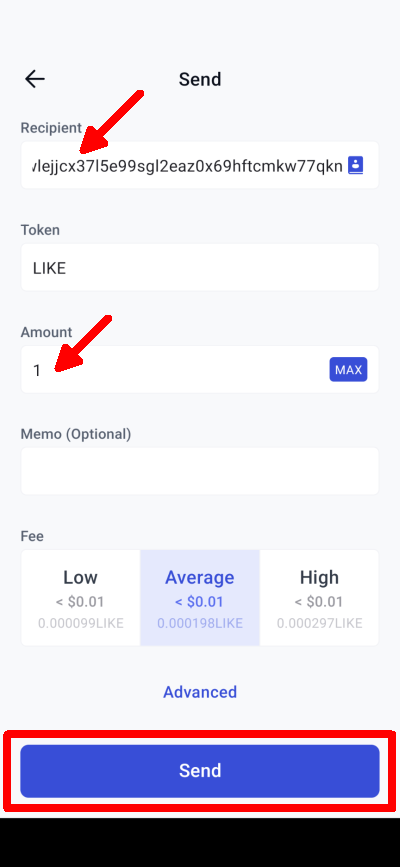 Send
Recipient
vlejjcx37l5e99sgl2eaz0x69hftcmkw77qkn
Token
LIKE
Amount
1
MAX
Memo (Optional)
Fee
Low
Average
High
< $0.01
< $0.01
< $0.01
0.000099LIKE
0.000198LIKE
0.000297LIKE
Advanced
Send